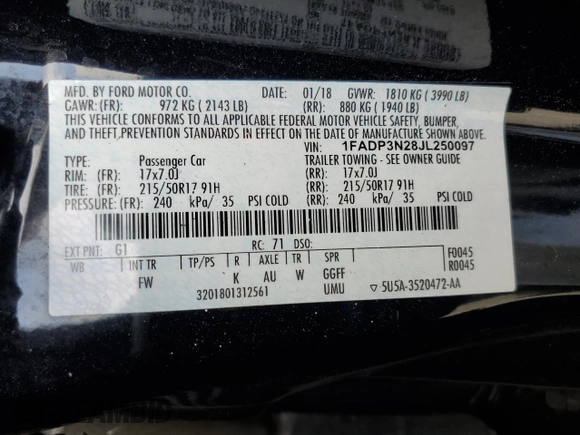 MFD. BY FORD MOTOR CO. DATE: 01/18 GVWR: 1810 KG ( 3990 LB)
GAWR: (FR): 972 KG ( 2143 LB) (RR): 880 KG ( 1940 LB)
THIS VEHICLE CONFORMS TO ALL APPLICABLE FEDERAL MOTOR VEHICLE SAFETY, BUMPER,
AND THEFT PREVENTION STANDARDS IN EFFECT ON THE DATE OF MANUFACTURE SHOWN ABOVE.
VIN: 1FADP3N28JL250097
TYPE: Passenger Car TRAILER TOWING - SEE OWNER GUIDE
RIM: (FR): 17x7.0J (RR): 17x7.0J
TIRE: (FR): 215/50R17 91H (RR): 215/50R17 91H
PRESSURE: (FR): 240 kPa/ 35 PSI COLD (RR): 240 kPa/ 35 PSI COLD
EXT PNT: G1 RC: 71 DSO: F0045
WB INT TR TP/PS R AXLE TR SPR R0045
FW K AU W GGFF
3201801312561 UMU ▽ 5U5A-3520472-AA